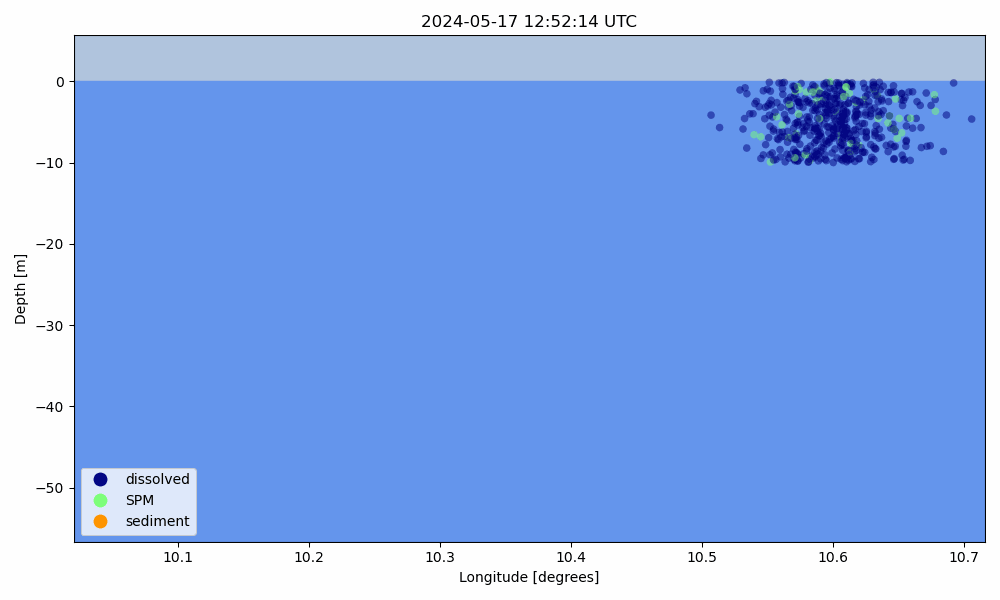 2024-05-17 12:52:14 UTC
0
−10
−20
−30
−40
−50
Depth [m]
dissolved
SPM
sediment
10.1 10.2 10.3 10.4 10.5 10.6 10.7
Longitude [degrees]